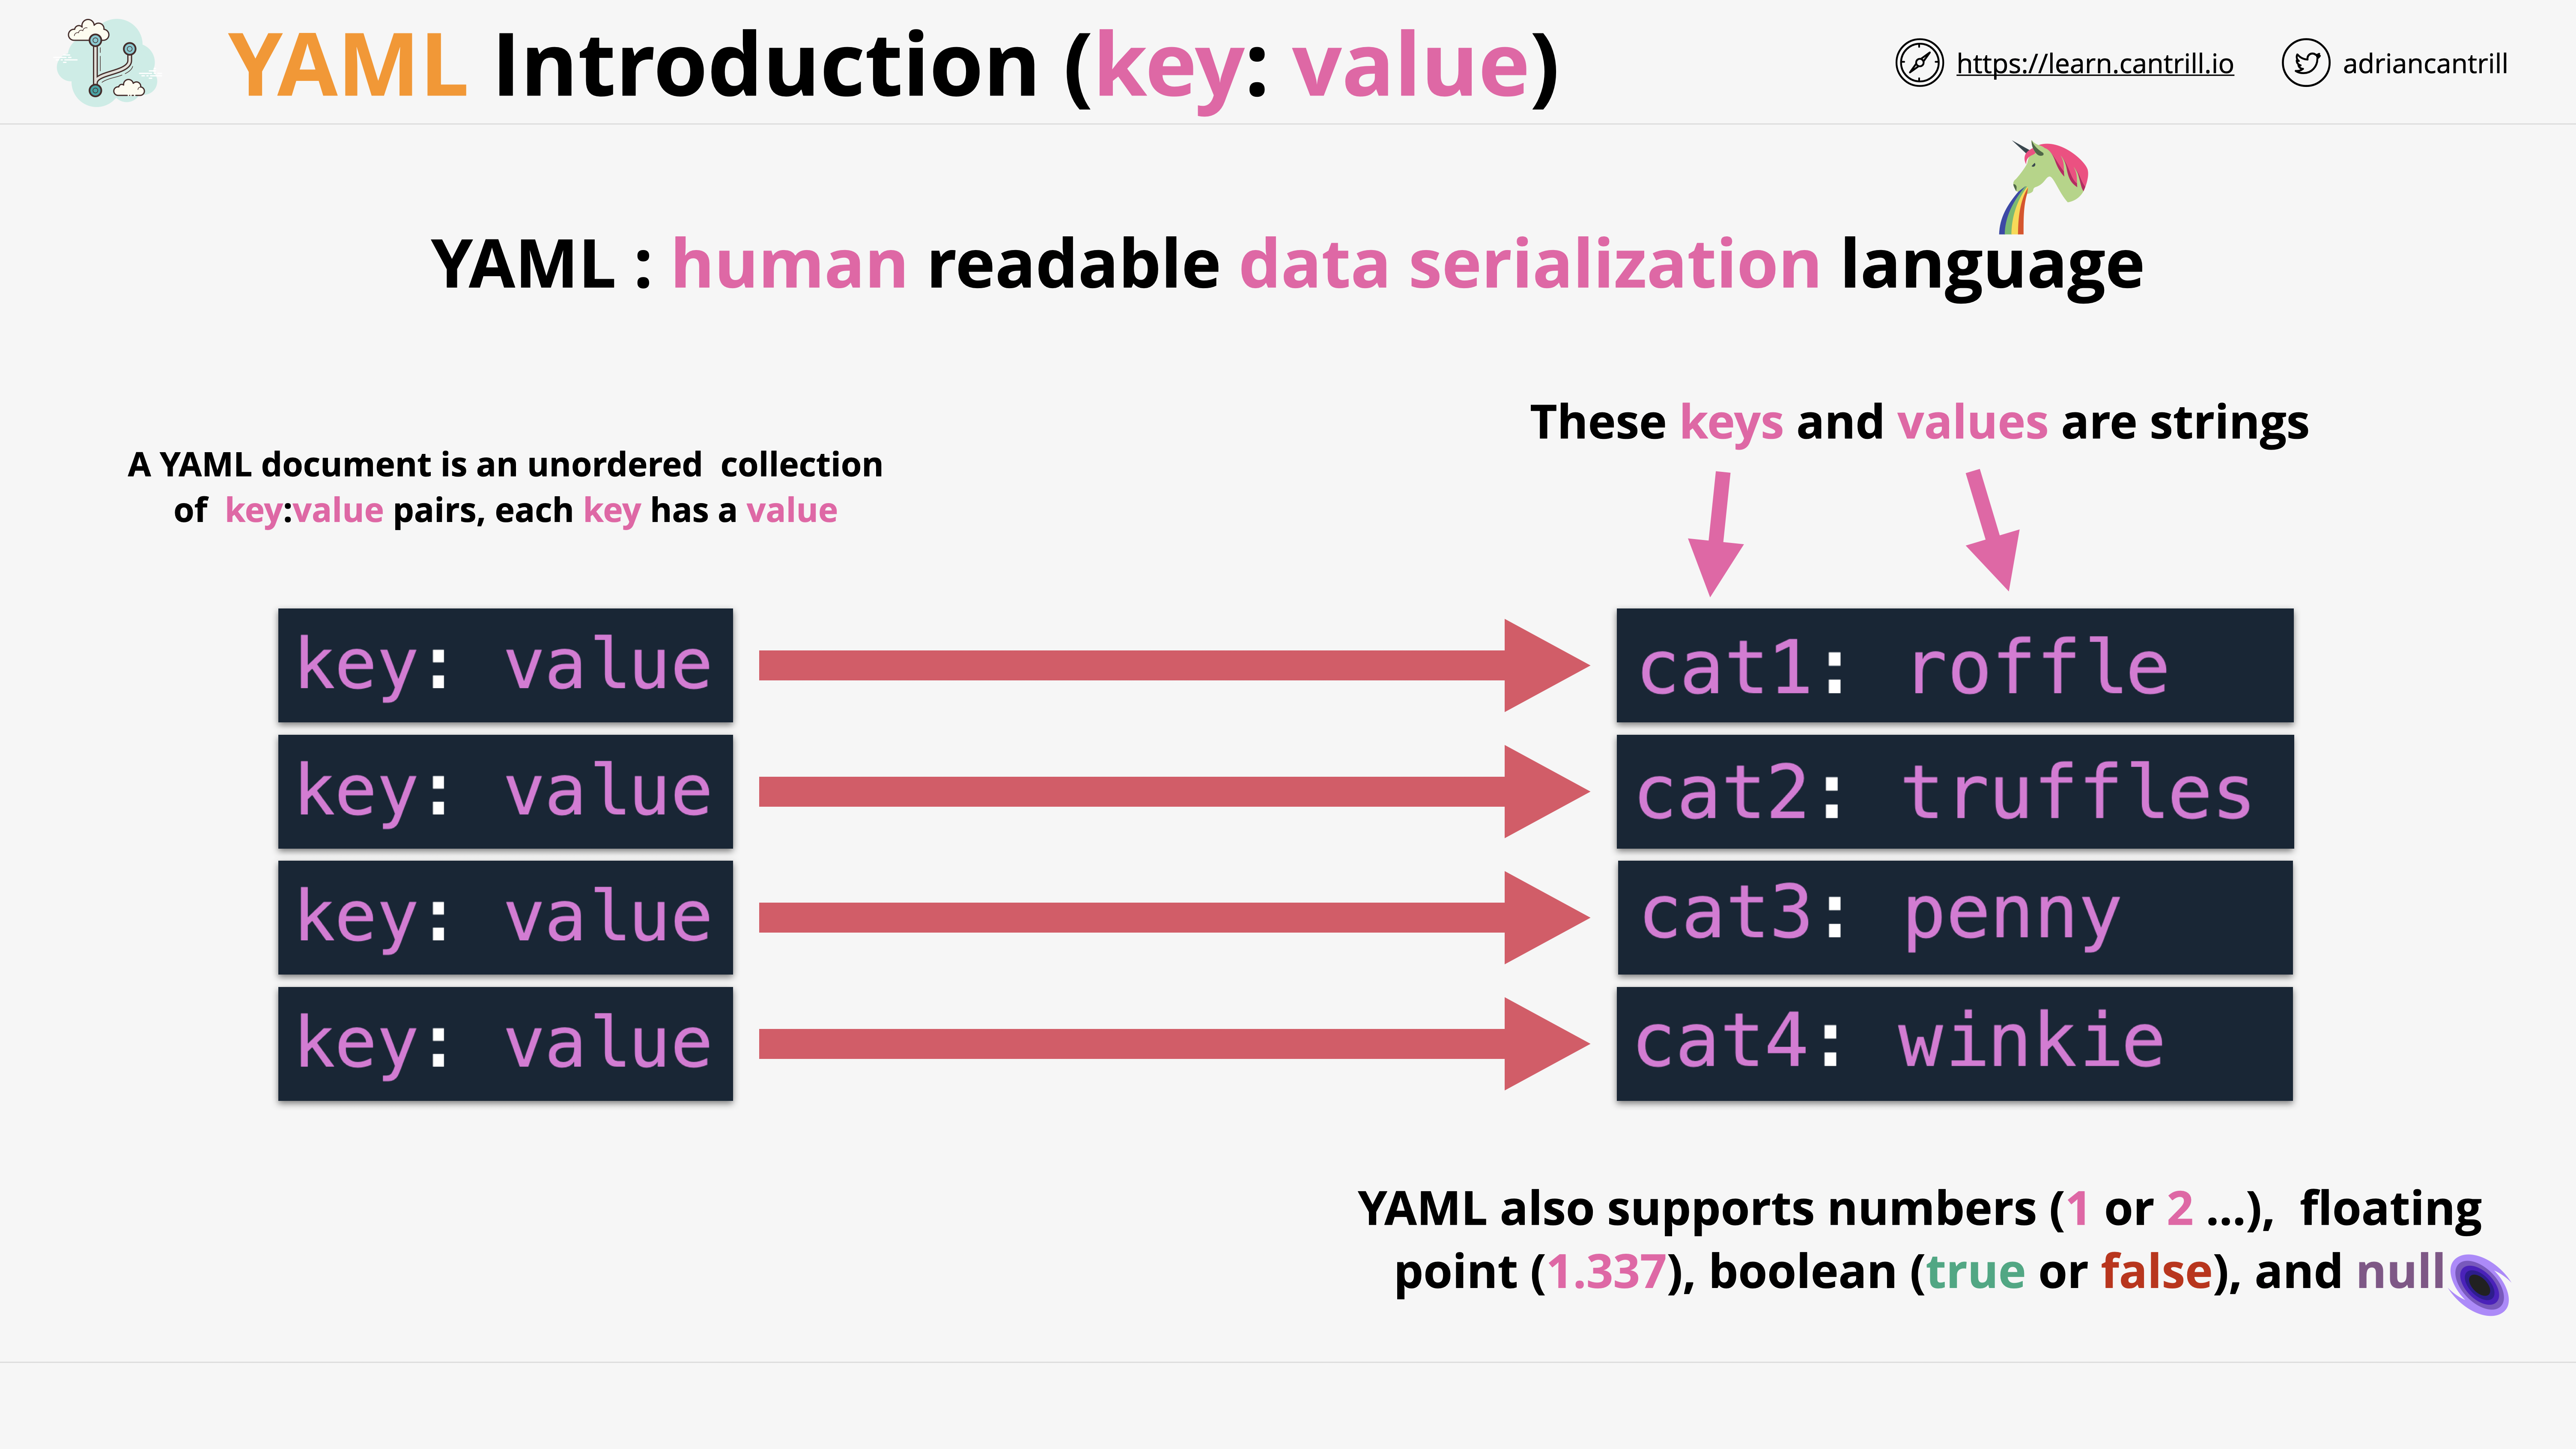 YAML Introduction (key: value)
https://learn.cantrill.io
adriancantrill
YAML : human readable data serialization language
A YAML document is an unordered collection
of key:value pairs, each key has a value
These keys and values are strings
key: value
cat1: roffle
key: value
cat2: truffles
key: value
cat3: penny
key: value
cat4: winkie
YAML also supports numbers (1 or 2 ...), floating
point (1.337), boolean (true or false), and null